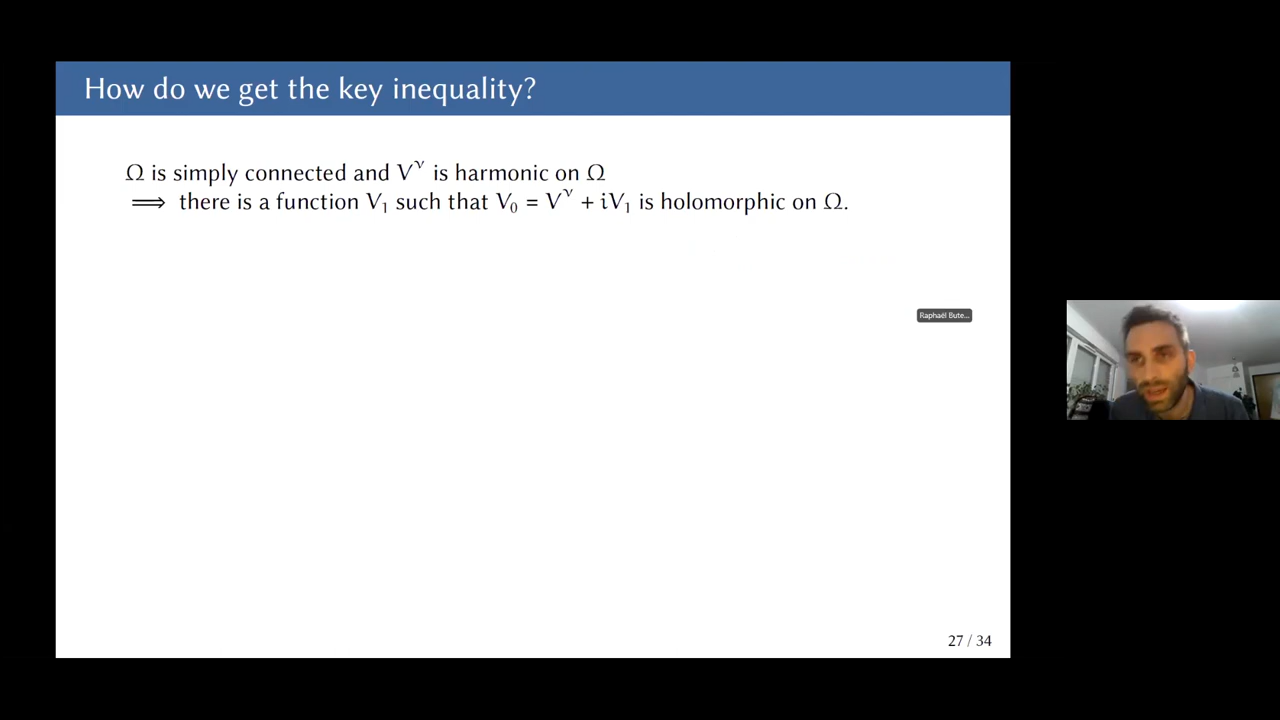 How do we get the key inequality?
Ω is simply connected and V^ν is harmonic on Ω
⟹ there is a function V₁ such that V₀ = V^ν + iV₁ is holomorphic on Ω.
Raphaël Bute...
27 / 34